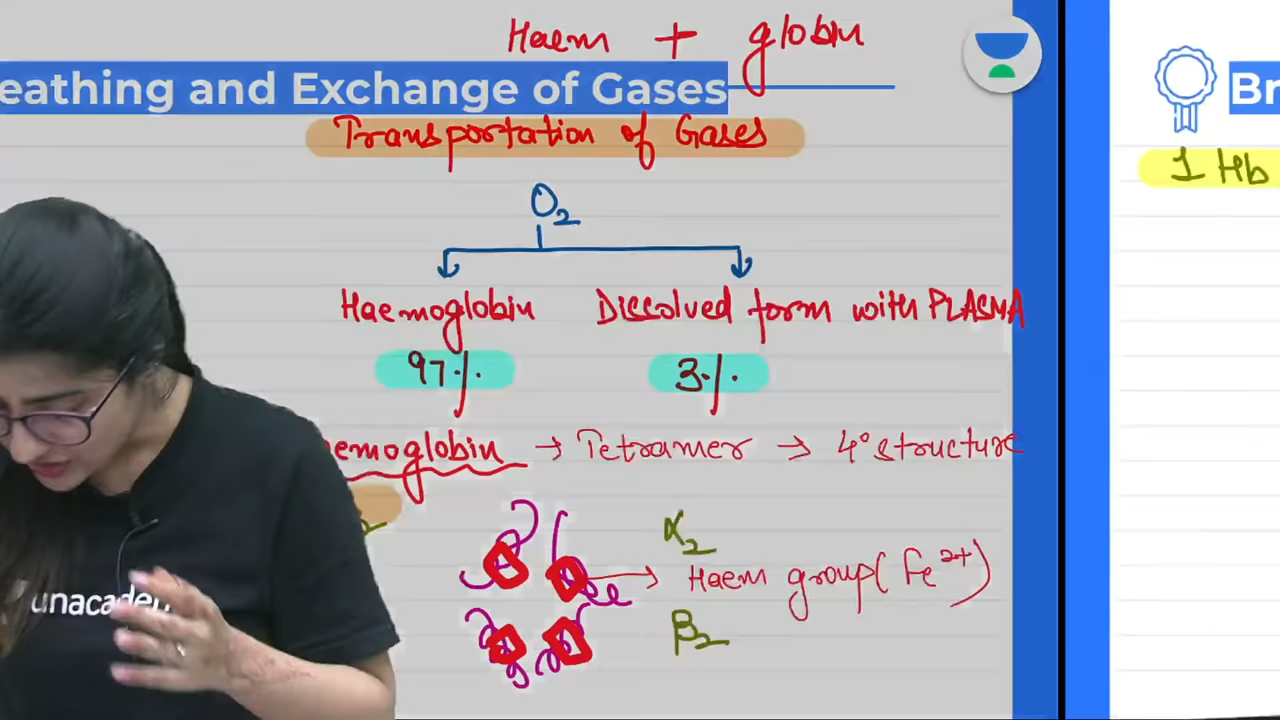 Haem + globin
eathing and Exchange of Gases
Br
Transportation of Gases
1 Hb
O2
Haemoglobin
Dissolved form with PLASMA
97%
3%
emoglobin → Tetramer → 4° structure
α2
Haem group (Fe2+)
β2
unacadem